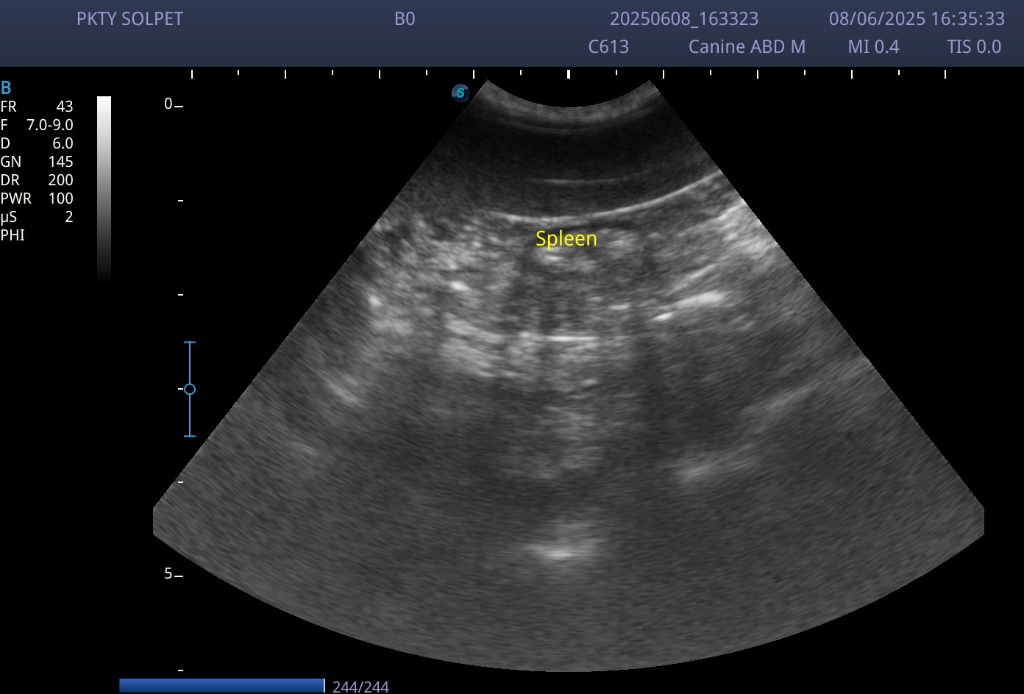 PKTY SOLPET B0 20250608_163323 08/06/2025 16:35:33
C613 Canine ABD M MI 0.4 TIS 0.0
B
FR 43
F 7.0-9.0
D 6.0
GN 145
DR 200
PWR 100
µS 2
PHI
S
0
Spleen
5
244/244